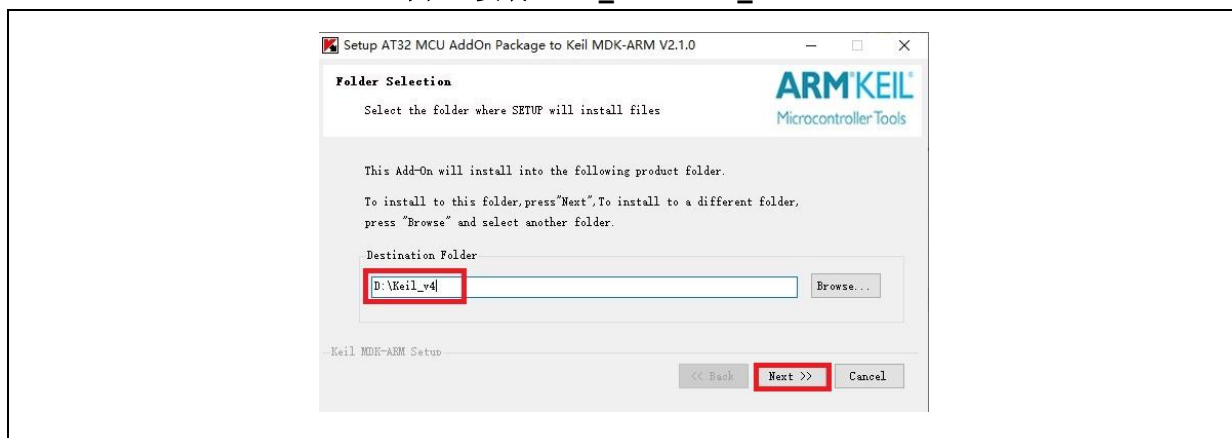 Setup AT32 MCU AddOn Package to Keil MDK-ARM V2.1.0
Folder Selection
Select the folder where SETUP will install files
ARM KEIL
Microcontroller Tools
This Add-On will install into the following product folder.
To install to this folder,press"Next",To install to a different folder,
press "Browse" and select another folder.
Destination Folder
D:\Keil_v4
Browse...
Keil MDK-ARM Setup
<< Back
Next >>
Cancel